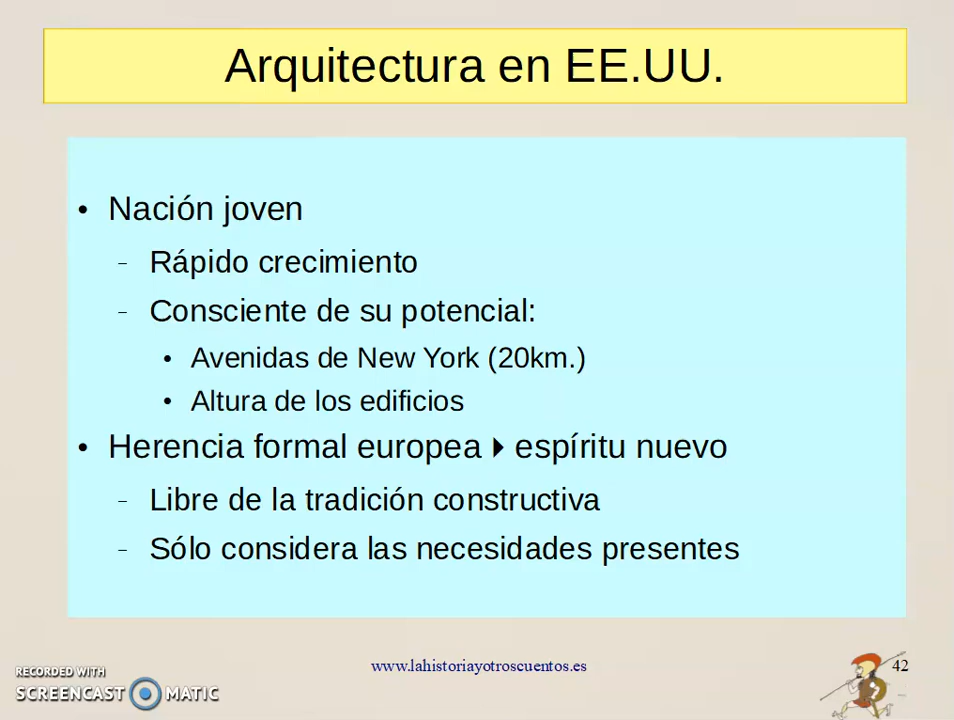 Arquitectura en EE.UU.
• Nación joven
– Rápido crecimiento
– Consciente de su potencial:
• Avenidas de New York (20km.)
• Altura de los edificios
• Herencia formal europea ▶ espíritu nuevo
– Libre de la tradición constructiva
– Sólo considera las necesidades presentes
www.lahistoriayotroscuentos.es
42
RECORDED WITH
SCREENCAST MATIC